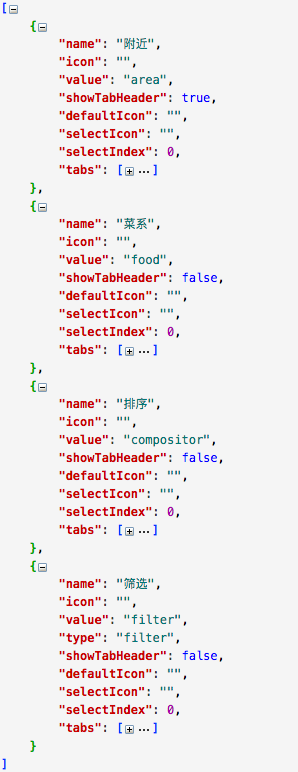 [
{
"name": "附近",
"icon": "",
"value": "area",
"showTabHeader": true,
"defaultIcon": "",
"selectIcon": "",
"selectIndex": 0,
"tabs": [...]
},
{
"name": "菜系",
"icon": "",
"value": "food",
"showTabHeader": false,
"defaultIcon": "",
"selectIcon": "",
"selectIndex": 0,
"tabs": [...]
},
{
"name": "排序",
"icon": "",
"value": "compositor",
"showTabHeader": false,
"defaultIcon": "",
"selectIcon": "",
"selectIndex": 0,
"tabs": [...]
},
{
"name": "筛选",
"icon": "",
"value": "filter",
"type": "filter",
"showTabHeader": false,
"defaultIcon": "",
"selectIcon": "",
"selectIndex": 0,
"tabs": [...]
}
]